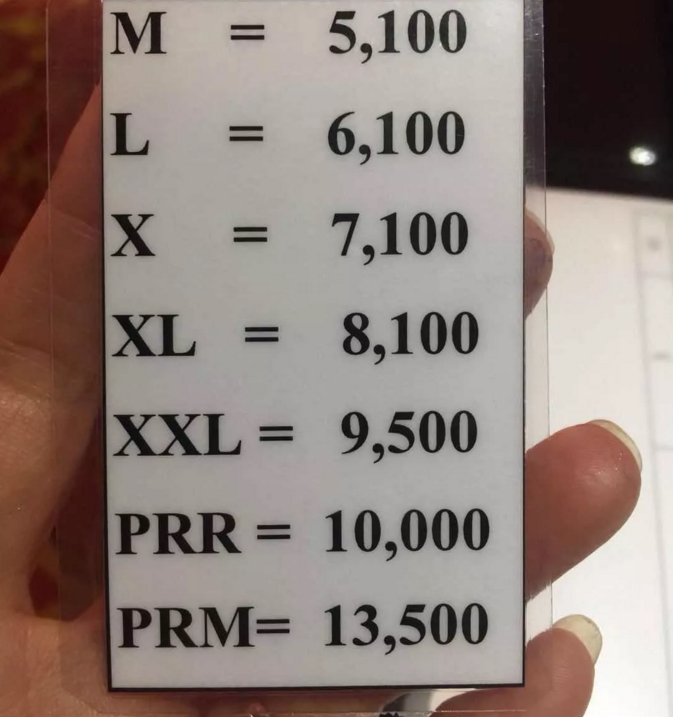 M = 5,100
L = 6,100
X = 7,100
XL = 8,100
XXL = 9,500
PRR = 10,000
PRM= 13,500